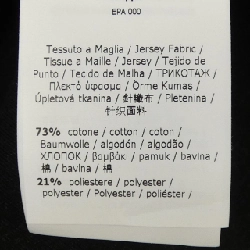 EPA 000
Tessuto a Maglia / Jersey Fabric /
Tissue a Maille / Jersey / Tejido de
Punto / Tecido de Malha / ТРИКОТАЖ /
Πλεκτό ύφασμα / Örme Kumaş /
Úpletová tkanina / 針織布 / Pletenina /
针织面料
73% cotone / cotton / coton /
Baumwolle / algodón / algodão /
ХЛОПОК / βαμβάκι / pamuk / bavlna /
棉 / bavlna / 棉
21% poliestere / polyester /
polyester / Polyester / poliéster /